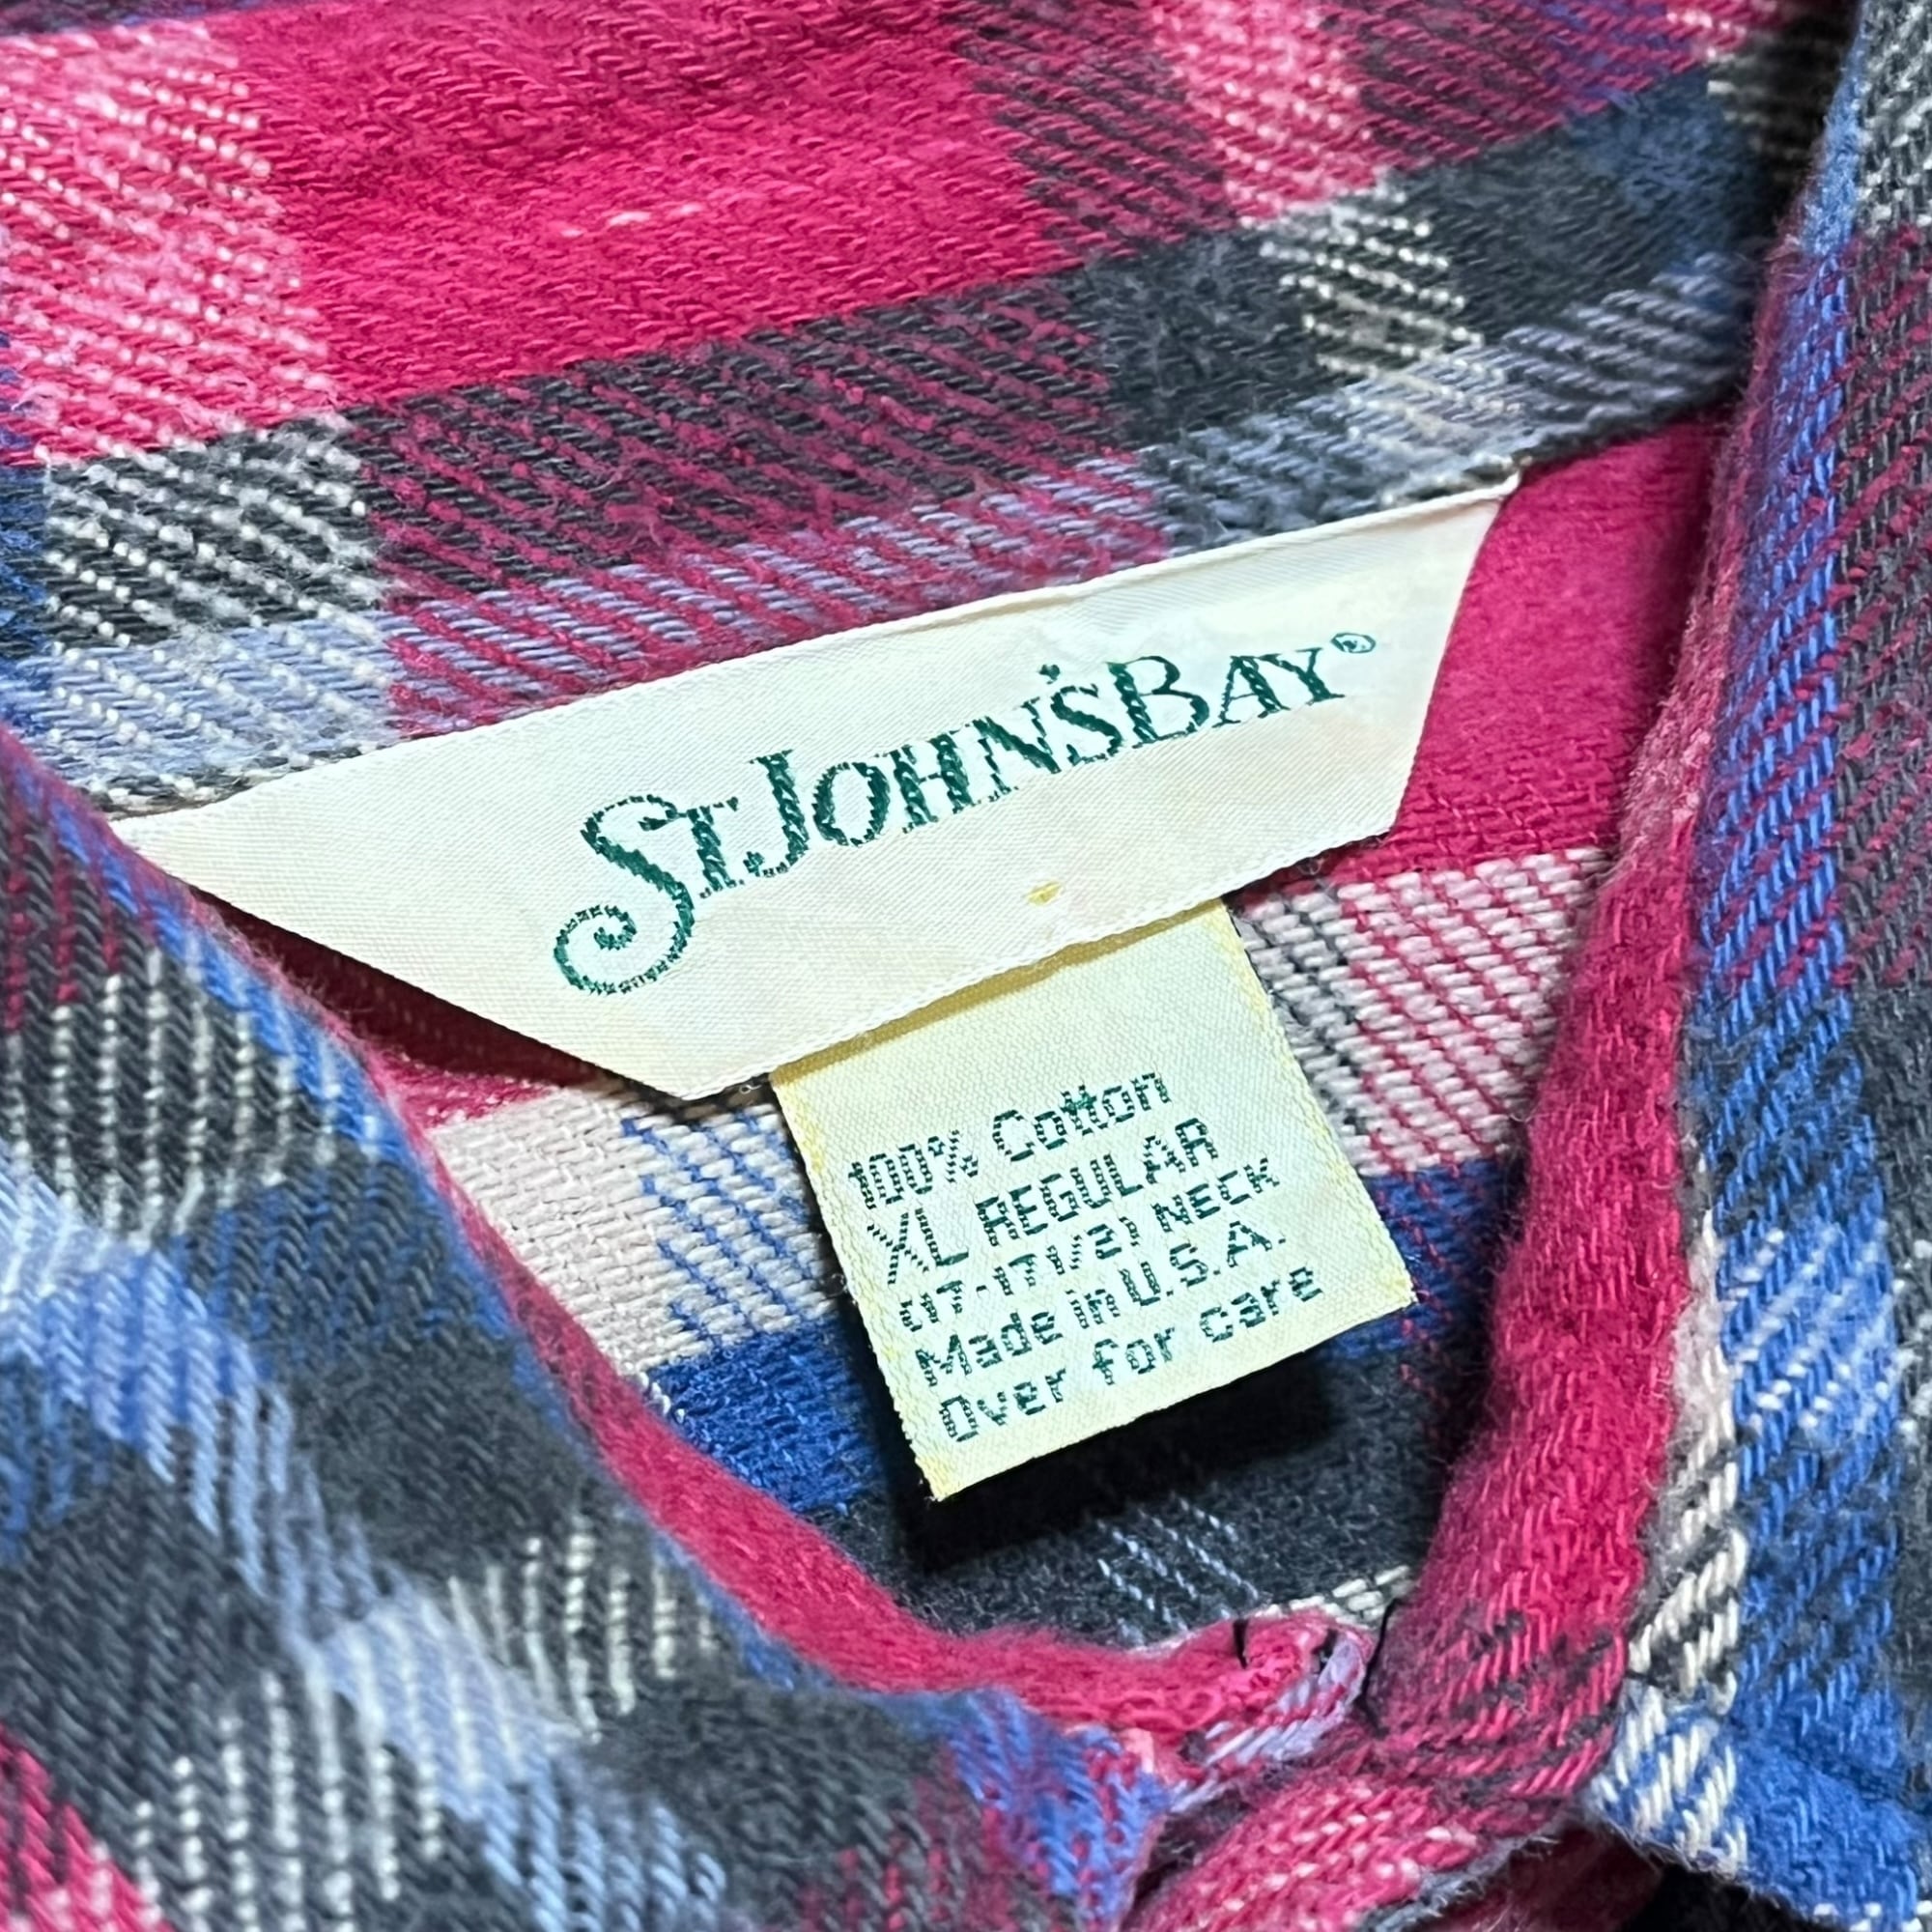 St. John's Bay®
100% Cotton
XL REGULAR
(17-17 1/2) NECK
Made in U.S.A.
Over for care